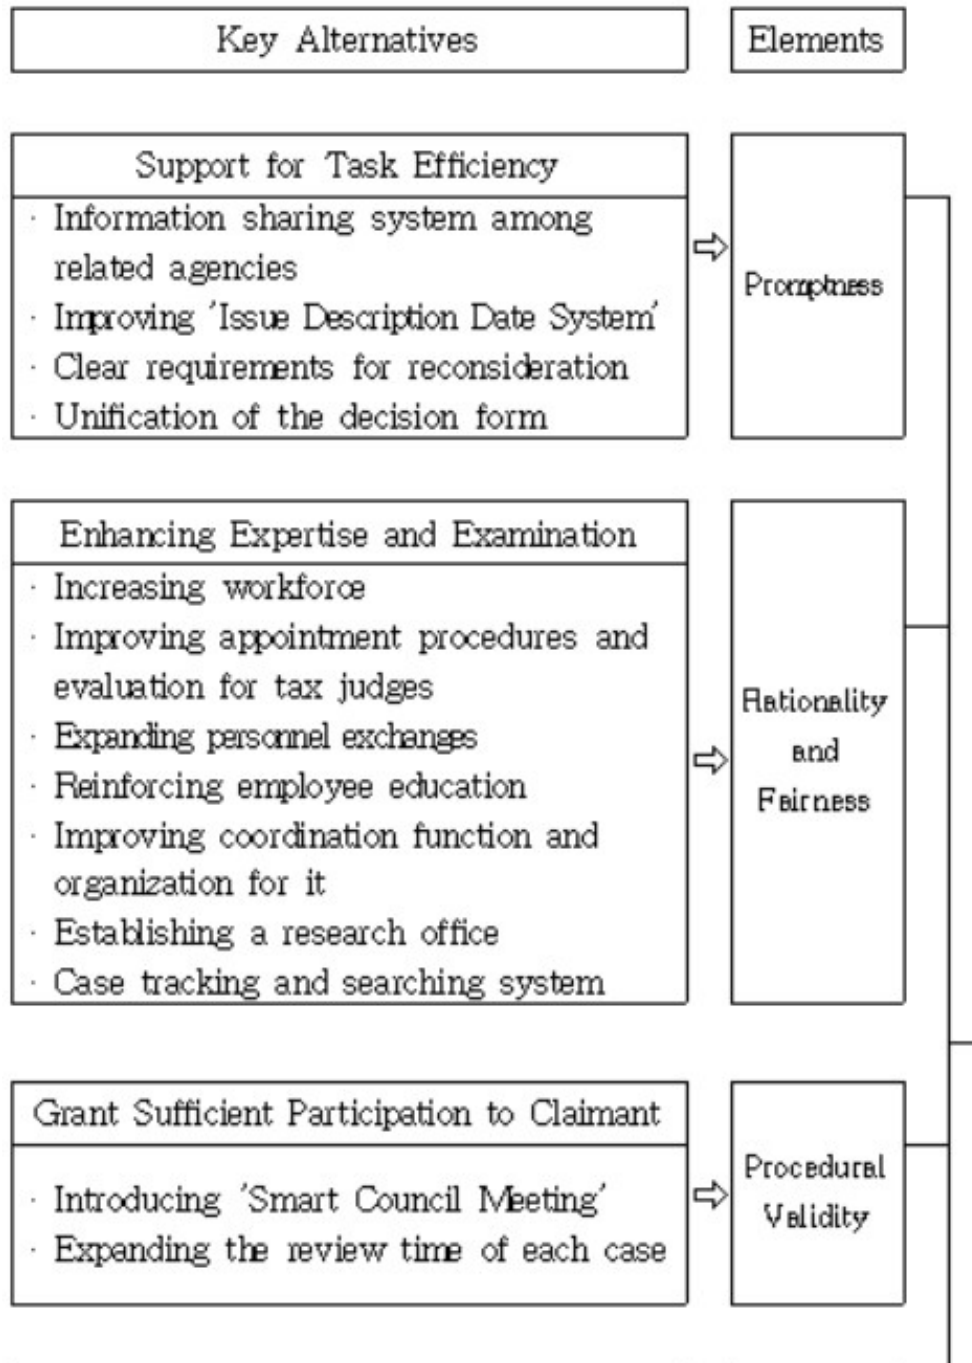 Key Alternatives
Elements
Support for Task Efficiency
· Information sharing system among
related agencies
· Improving 'Issue Description Date System'
· Clear requirements for reconsideration
· Unification of the decision form
Promptness
Enhancing Expertise and Examination
· Increasing workforce
· Improving appointment procedures and
evaluation for tax judges
· Expanding personnel exchanges
· Reinforcing employee education
· Improving coordination function and
organization for it
· Establishing a research office
· Case tracking and searching system
Rationality
and
Fairness
Grant Sufficient Participation to Claimant
· Introducing 'Smart Council Meeting'
· Expanding the review time of each case
Procedural
Validity